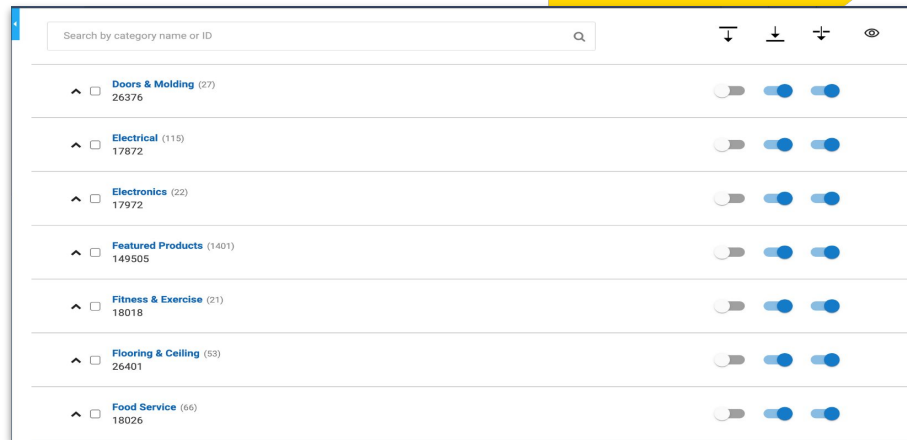 Search by category name or ID
Doors & Molding (27)
26376
Electrical (115)
17872
Electronics (22)
17972
Featured Products (1401)
149505
Fitness & Exercise (21)
18018
Flooring & Ceiling (53)
26401
Food Service (66)
18026